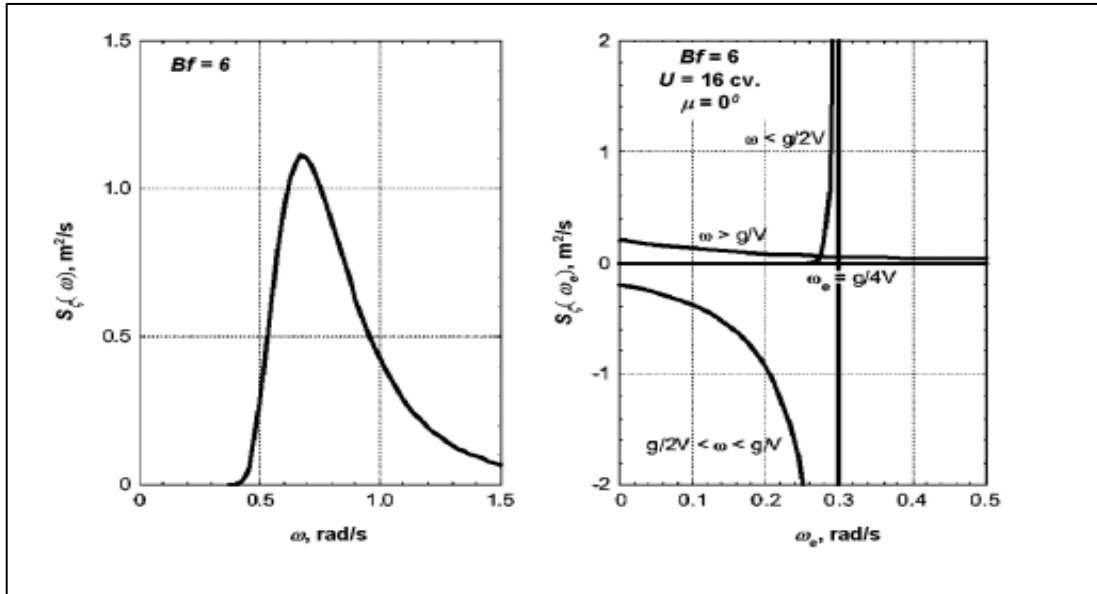 1.5
Bf = 6
1.0
0.5
0
0
0.5
1.0
1.5
S_ζ(ω), m²/s
ω, rad/s
2
Bf = 6
U = 16 cv.
μ = 0⁰
ω < g/2V
1
ω > g/V
0
ω_e = g/4V
-1
g/2V < ω < g/V
-2
0
0.1
0.2
0.3
0.4
0.5
S_ζ(ω_e), m²/s
ω_e, rad/s